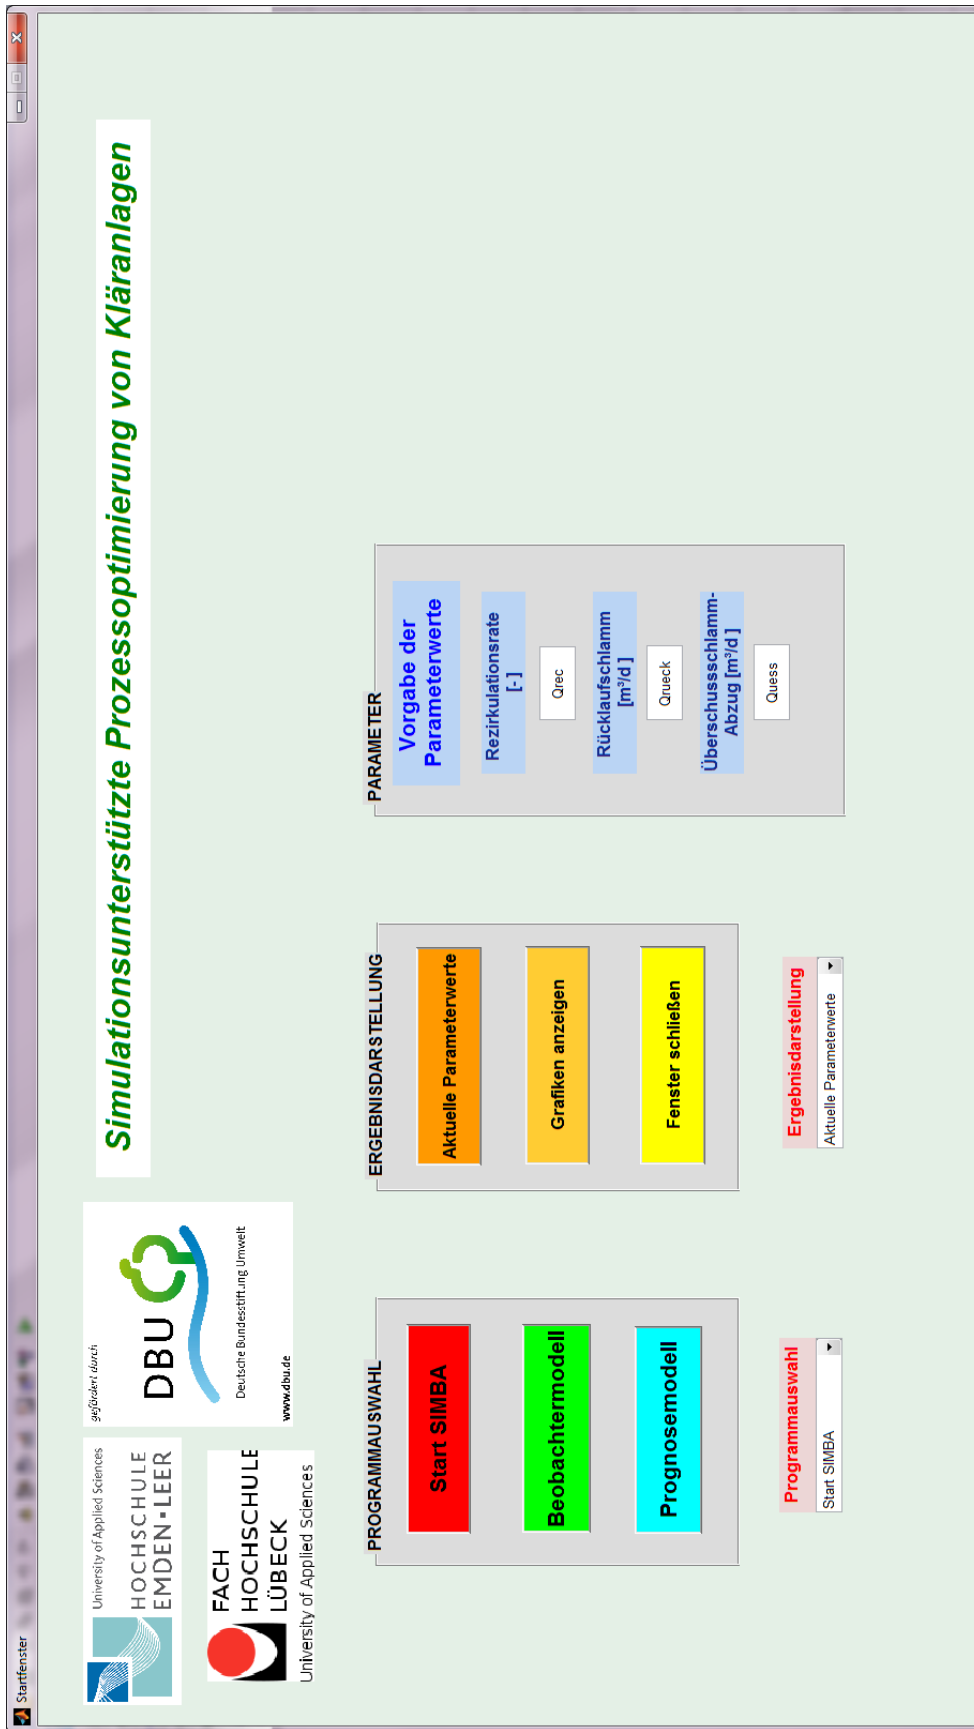 Startfenster
University of Applied Sciences
HOCHSCHULE
EMDEN▪LEER
FACH
HOCHSCHULE
LÜBECK
University of Applied Sciences
gefördert durch
DBU
Deutsche Bundesstiftung Umwelt
www.dbu.de
Simulationsunterstützte Prozessoptimierung von Kläranlagen
PROGRAMMAUSWAHL
Start SIMBA
Beobachtermodell
Prognosemodell
Programmauswahl
Start SIMBA
ERGEBNISDARSTELLUNG
Aktuelle Parameterwerte
Grafiken anzeigen
Fenster schließen
Ergebnisdarstellung
Aktuelle Parameterwerte
PARAMETER
Vorgabe der
Parameterwerte
Rezirkulationsrate
[-]
Qrec
Rücklaufschlamm
[m³/d ]
Qrueck
Überschussschlamm-
Abzug [m³/d ]
Quess